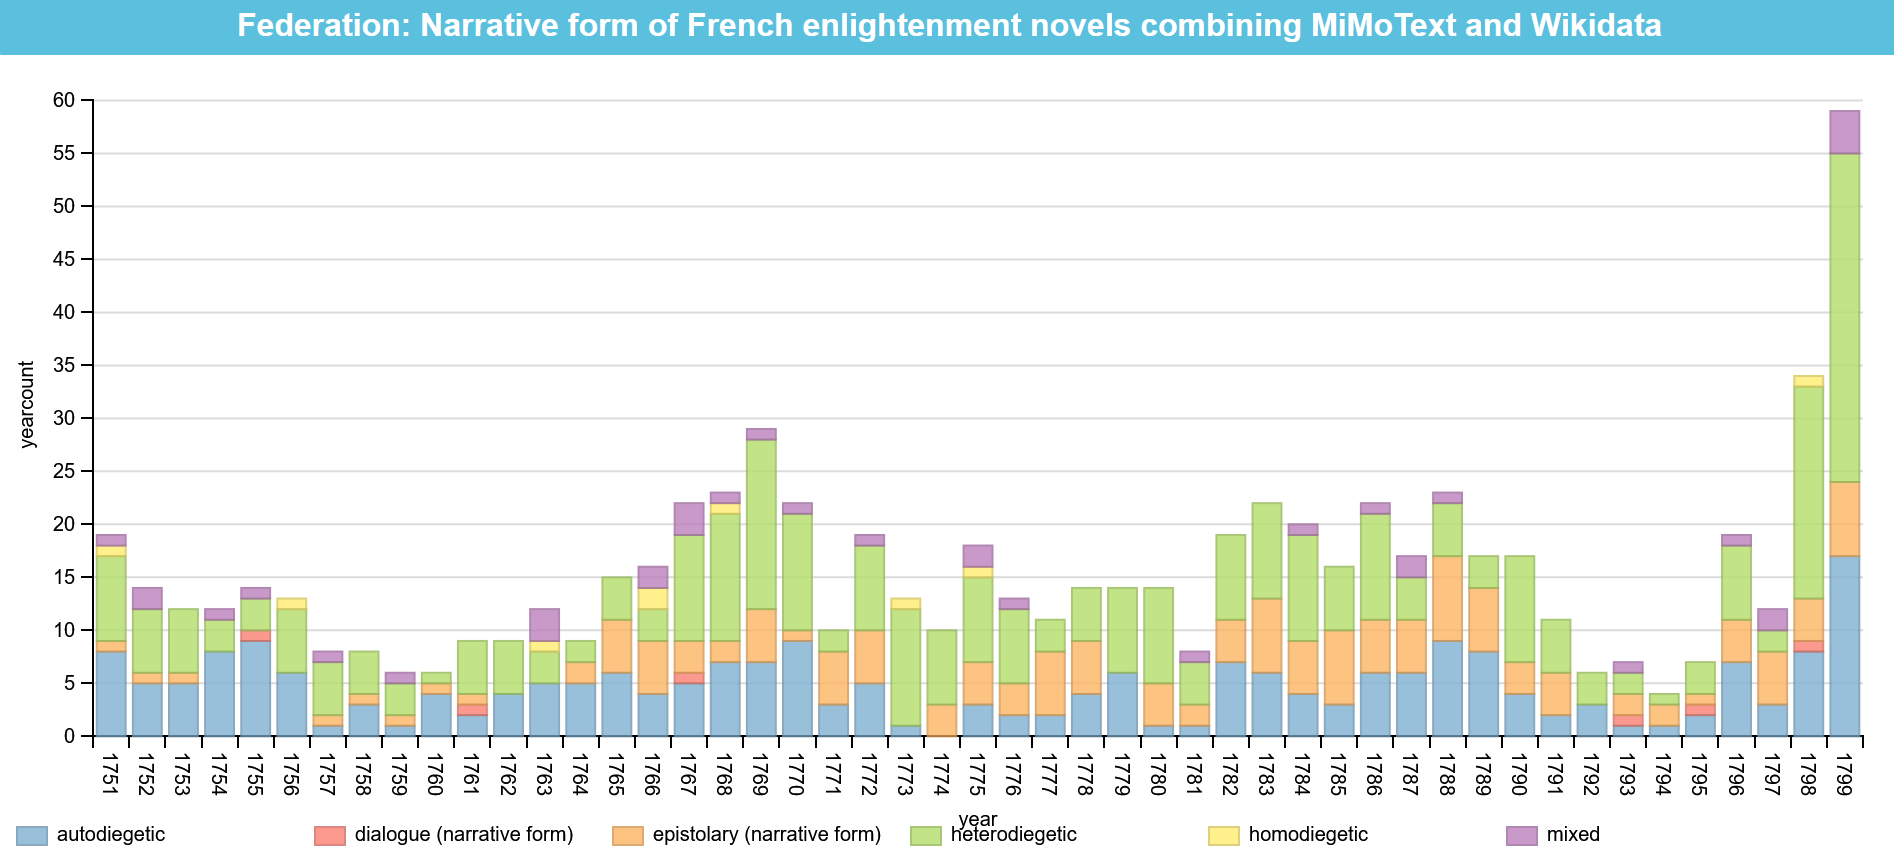 Federation: Narrative form of French enlightenment novels combining MiMoText and Wikidata
60
55
50
45
40
35
30
25
20
15
10
5
0
yearcount
1751 1752 1753 1754 1755 1756 1757 1758 1759 1760 1761 1762 1763 1764 1765 1766 1767 1768 1769 1770 1771 1772 1773 1774 1775 1776 1777 1778 1779 1780 1781 1782 1783 1784 1785 1786 1787 1788 1789 1790 1791 1792 1793 1794 1795 1796 1797 1798 1799
year
autodiegetic dialogue (narrative form) epistolary (narrative form) heterodiegetic homodiegetic mixed